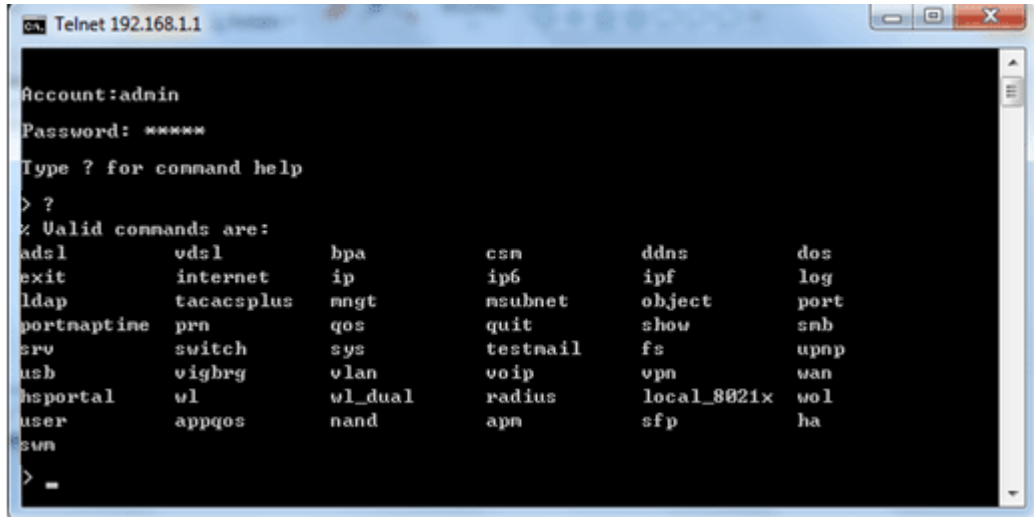 Telnet 192.168.1.1
Account:admin
Password: *****
Type ? for command help
> ?
% Valid commands are:
adsl vdsl bpa csm ddns dos
exit internet ip ip6 ipf log
ldap tacacsplus mngt msubnet object port
portmaptime prn qos quit show smb
srv switch sys testmail fs upnp
usb vigbrg vlan voip vpn wan
hsportal wl wl_dual radius local_8021x wol
user appqos nand apm sfp ha
swm
> _